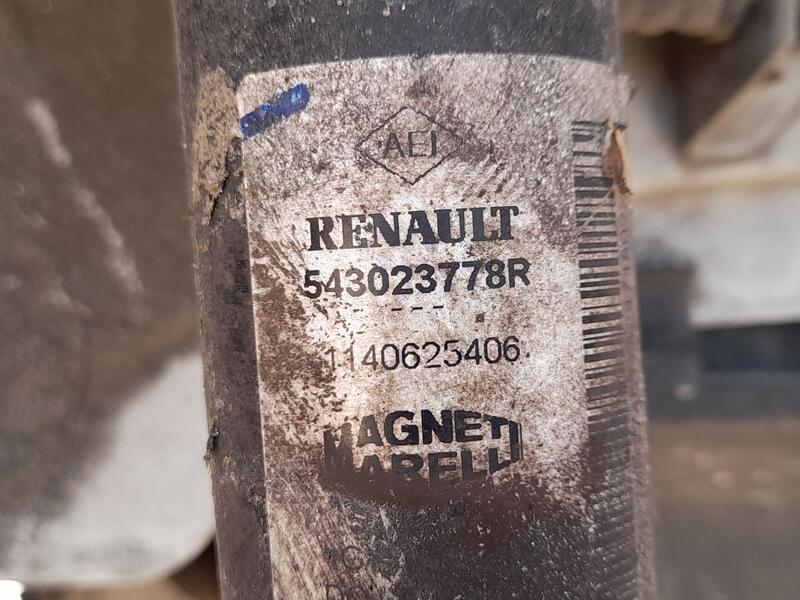 AEI
RENAULT
543023778R
---
1140625406
MAGNETI
MARELLI